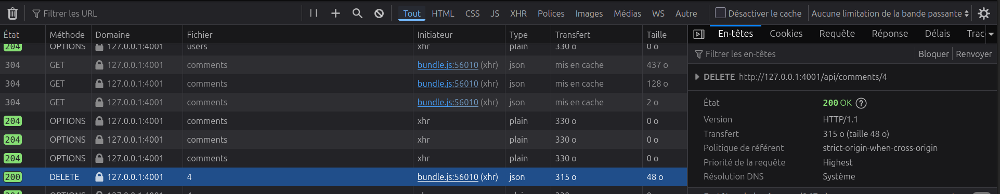 Filtrer les URL Tout HTML CSS JS XHR Polices Images Médias WS Autre Désactiver le cache Aucune limitation de la bande passante
État Méthode Domaine Fichier Initiateur Type Transfert Taille
204 OPTIONS 127.0.0.1:4001 users xhr plain 330 o 0 o
304 GET 127.0.0.1:4001 comments bundle.js:56010 (xhr) json mis en cache 437 o
304 GET 127.0.0.1:4001 comments bundle.js:56010 (xhr) json mis en cache 128 o
304 GET 127.0.0.1:4001 comments bundle.js:56010 (xhr) json mis en cache 2 o
204 OPTIONS 127.0.0.1:4001 comments xhr plain 330 o 0 o
204 OPTIONS 127.0.0.1:4001 comments xhr plain 330 o 0 o
204 OPTIONS 127.0.0.1:4001 comments xhr plain 330 o 0 o
200 DELETE 127.0.0.1:4001 4 bundle.js:56010 (xhr) json 315 o 48 o
En-têtes Cookies Requête Réponse Délais Trac
Filtrer les en-têtes Bloquer Renvoyer
DELETE http://127.0.0.1:4001/api/comments/4
État 200 OK
Version HTTP/1.1
Transfert 315 o (taille 48 o)
Politique de référent strict-origin-when-cross-origin
Priorité de la requête Highest
Résolution DNS Système